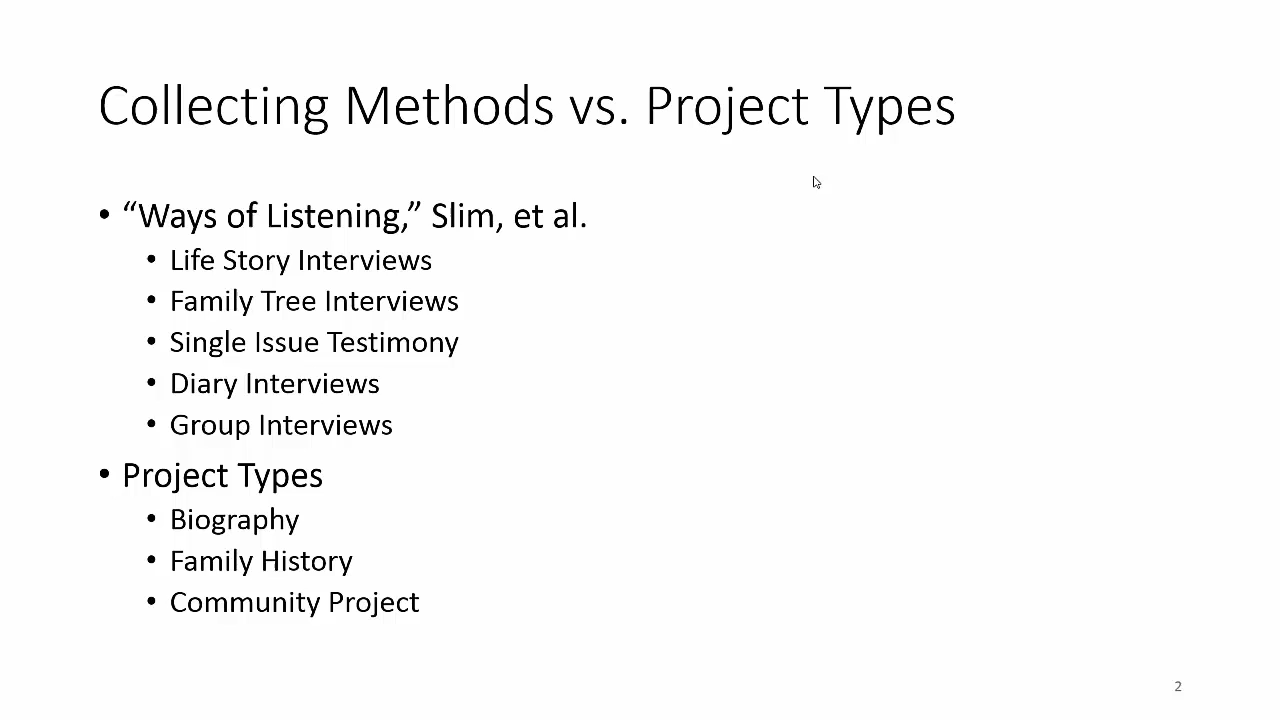 Collecting Methods vs. Project Types
• “Ways of Listening,” Slim, et al.
• Life Story Interviews
• Family Tree Interviews
• Single Issue Testimony
• Diary Interviews
• Group Interviews
• Project Types
• Biography
• Family History
• Community Project
2